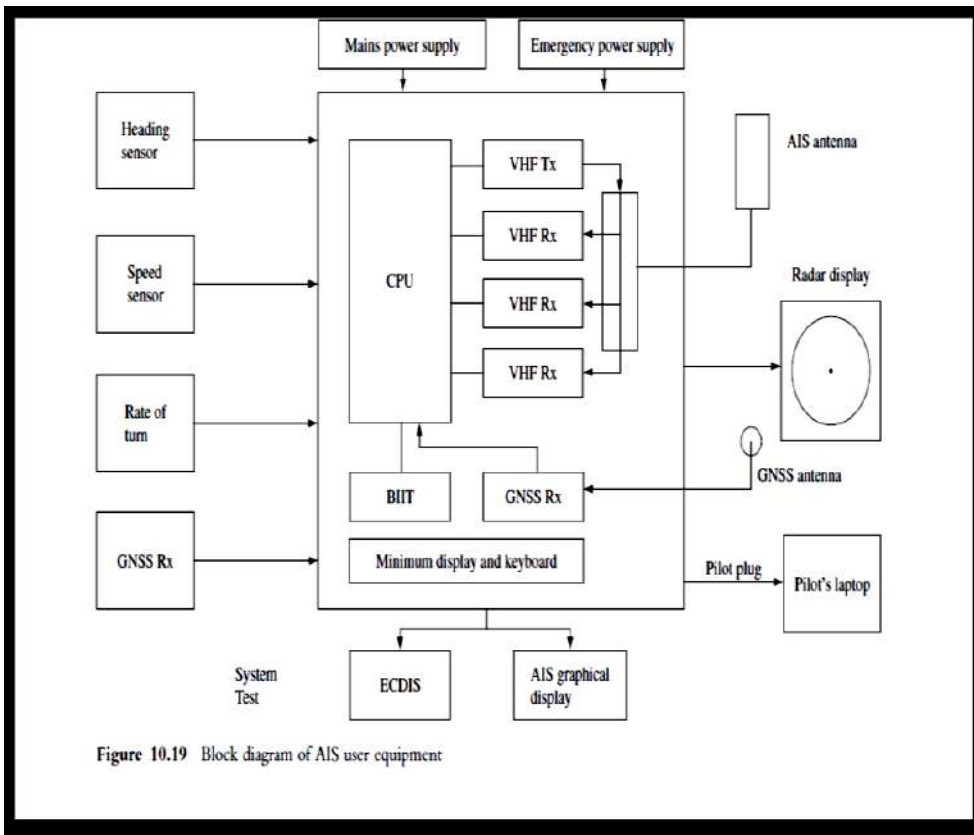 Mains power supply
Emergency power supply
Heading
sensor
VHF Tx
AIS antenna
VHF Rx
Speed
sensor
CPU
Radar display
VHF Rx
VHF Rx
Rate of
turn
GNSS antenna
BIIT
GNSS Rx
GNSS Rx
Minimum display and keyboard
Pilot plug
Pilot's laptop
System
Test
ECDIS
AIS graphical
display
Figure 10.19 Block diagram of AIS user equipment